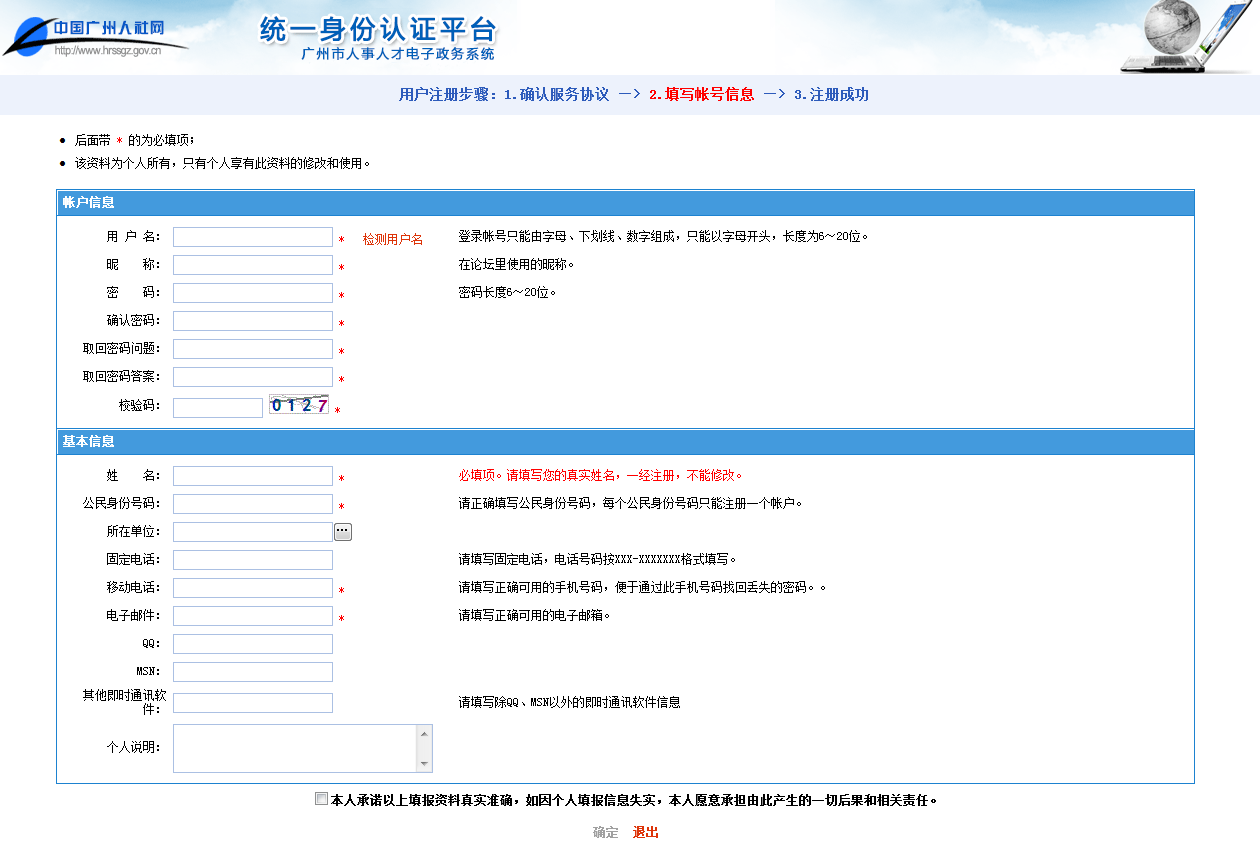 中国广州人社网
http://www.hrssgz.gov.cn
统一身份认证平台
广州市人事人才电子政务系统
用户注册步骤：1.确认服务协议 —> 2.填写帐号信息 —> 3.注册成功
后面带 * 的为必填项；
该资料为个人所有，只有个人享有此资料的修改和使用。
帐户信息
用 户 名： * 检测用户名 登录帐号只能由字母、下划线、数字组成，只能以字母开头，长度为6～20位。
昵 称： * 在论坛里使用的昵称。
密 码： * 密码长度6～20位。
确认密码： *
取回密码问题： *
取回密码答案： *
校验码： 0127 *
基本信息
姓 名： * 必填项。请填写您的真实姓名，一经注册，不能修改。
公民身份号码： * 请正确填写公民身份号码，每个公民身份号码只能注册一个帐户。
所在单位： ...
固定电话： 请填写固定电话，电话号码按XXX-XXXXXXX格式填写。
移动电话： * 请填写正确可用的手机号码，便于通过此手机号码找回丢失的密码。。
电子邮件： * 请填写正确可用的电子邮箱。
QQ：
MSN：
其他即时通讯软
件： 请填写除QQ、MSN以外的即时通讯软件信息
个人说明：
本人承诺以上填报资料真实准确，如因个人填报信息失实，本人愿意承担由此产生的一切后果和相关责任。
确定 退出